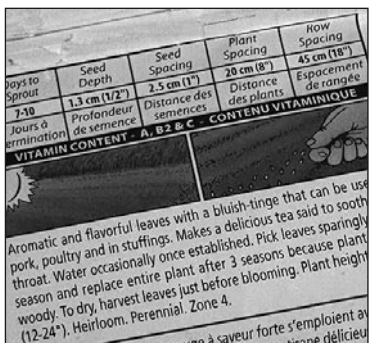 Days to Sprout Seed Depth Seed Spacing Plant Spacing Row Spacing
7-10 1.3 cm (1/2") 2.5 cm (1") 20 cm (8") 45 cm (18")
Jours à Profondeur de semence Distance des semences Distance des plants Espacement de rangée
VITAMIN CONTENT - A, B2 & C - CONTENU VITAMINIQUE
Aromatic and flavorful leaves with a bluish-tinge that can be use
pork, poultry and in stuffings. Makes a delicious tea said to sooth
throat. Water occasionally once established. Pick leaves sparingly
season and replace entire plant after 3 seasons because plant
woody. To dry, harvest leaves just before blooming. Plant height
(12-24"). Heirloom. Perennial. Zone 4.
à saveur forte s'emploient